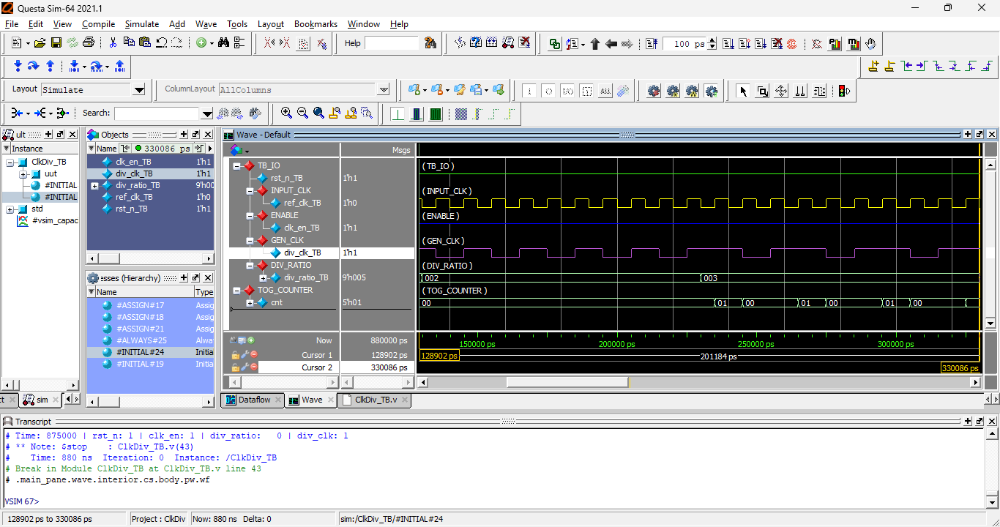 Questa Sim-64 2021.1
File Edit View Compile Simulate Add Wave Tools Layout Bookmarks Window Help
Help
100 ps
Layout Simulate
ColumnLayout AllColumns
Search:
ult
Instance
ClkDiv_TB
uut
#INITIAL
#INITIAL
std
#vsim_capac
sim
Objects
Name 330086 ps
clk_en_TB 1'h1
div_clk_TB 1'h1
div_ratio_TB 9'h00
ref_clk_TB 1'h0
rst_n_TB 1'h1
esses (Hierarchy)
Name Type
#ASSIGN#17 Assig
#ASSIGN#18 Assig
#ASSIGN#21 Assig
#ALWAYS#25 Alwa
#INITIAL#24 Initia
#INITIAL#19 Initia
Wave - Default
Msgs
TB_IO (TB_IO)
rst_n_TB 1'h1
INPUT_CLK (INPUT_CLK)
ref_clk_TB 1'h0
ENABLE (ENABLE)
clk_en_TB 1'h1
GEN_CLK (GEN_CLK)
div_clk_TB 1'h1
DIV_RATIO (DIV_RATIO)
div_ratio_TB 9'h005 002 003
TOG_COUNTER (TOG_COUNTER)
cnt 5'h01 00 01 00 01 00 01 00
Now 880000 ps 150000 ps 200000 ps 250000 ps 300000 ps
Cursor 1 128902 ps 128902 ps 201184 ps
Cursor 2 330086 ps 330086 ps
Dataflow Wave ClkDiv_TB.v
Transcript
# Time: 875000 | rst_n: 1 | clk_en: 1 | div_ratio: 0 | div_clk: 1
# ** Note: $stop : ClkDiv_TB.v(43)
# Time: 880 ns Iteration: 0 Instance: /ClkDiv_TB
# Break in Module ClkDiv_TB at ClkDiv_TB.v line 43
# .main_pane.wave.interior.cs.body.pw.wf
VSIM 67>
128902 ps to 330086 ps Project : ClkDiv Now: 880 ns Delta: 0 sim:/ClkDiv_TB/#INITIAL#24